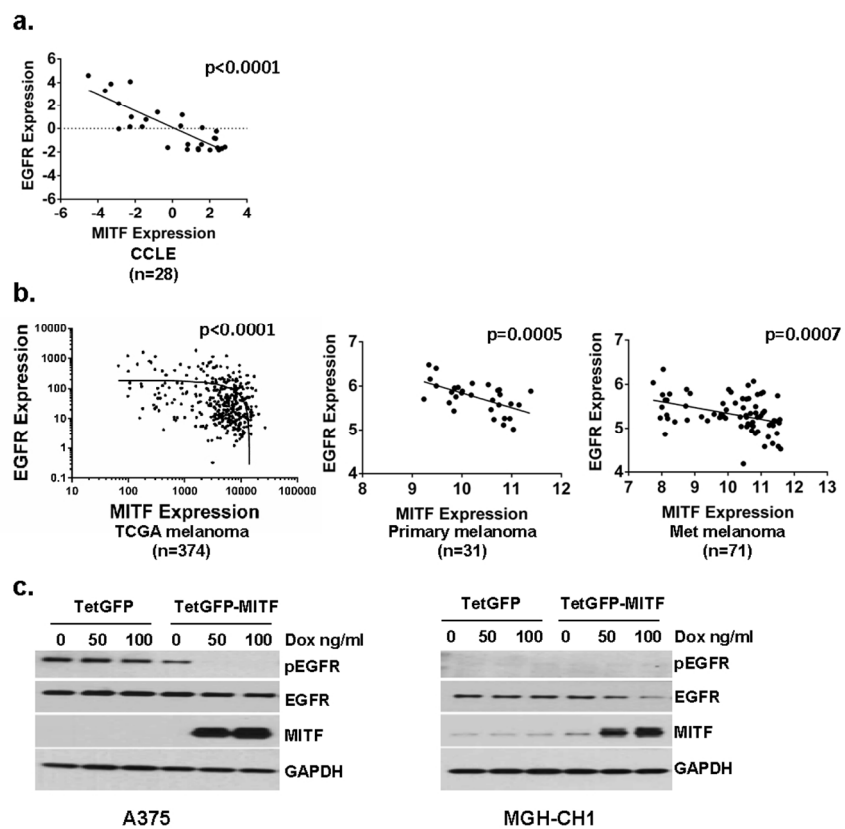 a.
p<0.0001
EGFR Expression
6
4
2
0
-2
-4
-6
-6 -4 -2 0 2 4
MITF Expression
CCLE
(n=28)
b.
p<0.0001
EGFR Expression
10000
1000
100
10
1
0.1
10 100 1000 10000 100000
MITF Expression
TCGA melanoma
(n=374)
p=0.0005
EGFR Expression
7
6
5
4
8 9 10 11 12
MITF Expression
Primary melanoma
(n=31)
p=0.0007
EGFR Expression
7
6
5
4
7 8 9 10 11 12 13
MITF Expression
Met melanoma
(n=71)
c.
TetGFP TetGFP-MITF
0 50 100 0 50 100 Dox ng/ml
pEGFR
EGFR
MITF
GAPDH
A375
TetGFP TetGFP-MITF
0 50 100 0 50 100 Dox ng/ml
pEGFR
EGFR
MITF
GAPDH
MGH-CH1